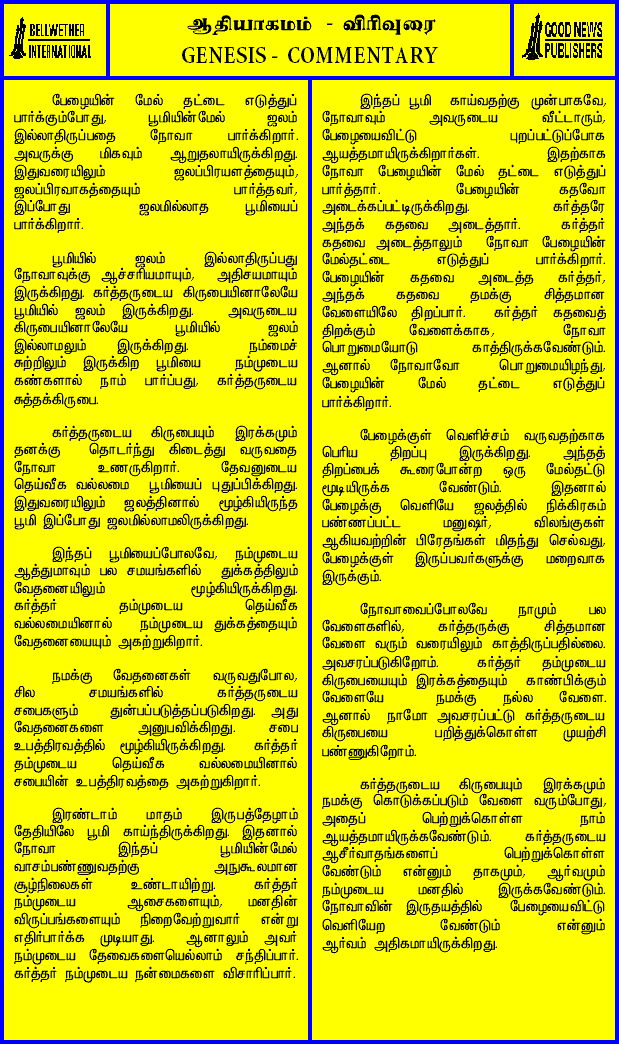 BELLWETHER
INTERNATIONAL
ஆதியாகமம் - விரிவுரை
GENESIS - COMMENTARY
GOOD NEWS
PUBLISHERS
பேழையின் மேல் தட்டை எடுத்துப்
பார்க்கும்போது, பூமியின்மேல் ஜலம்
இல்லாதிருப்பதை நோவா பார்க்கிறார்.
அவருக்கு மிகவும் ஆறுதலாயிருக்கிறது.
இதுவரையிலும் ஜலப்பிரயளத்தையும்,
ஜலப்பிரவாகத்தையும் பார்த்தவர்,
இப்போது ஜலமில்லாத பூமியைப்
பார்க்கிறார்.
பூமியில் ஜலம் இல்லாதிருப்பது
நோவாவுக்கு ஆச்சரியமாயும், அதிசயமாயும்
இருக்கிறது. கர்த்தருடைய கிருபையினாலேயே
பூமியில் ஜலம் இருக்கிறது. அவருடைய
கிருபையினாலேயே பூமியில் ஜலம்
இல்லாமலும் இருக்கிறது. நம்மைச்
சுற்றிலும் இருக்கிற பூமியை நம்முடைய
கண்களால் நாம் பார்ப்பது, கர்த்தருடைய
சுத்தக்கிருபை.
கர்த்தருடைய கிருபையும் இரக்கமும்
தனக்கு தொடர்ந்து கிடைத்து வருவதை
நோவா உணருகிறார். தேவனுடைய
தெய்வீக வல்லமை பூமியைப் புதுப்பிக்கிறது.
இதுவரையிலும் ஜலத்தினால் மூழ்கியிருந்த
பூமி இப்போது ஜலமில்லாமலிருக்கிறது.
இந்தப் பூமியைப்போலவே, நம்முடைய
ஆத்துமாவும் பல சமயங்களில் துக்கத்திலும்
வேதனையிலும் மூழ்கியிருக்கிறது.
கர்த்தர் தம்முடைய தெய்வீக
வல்லமையினால் நம்முடைய துக்கத்தையும்
வேதனையையும் அகற்றுகிறார்.
நமக்கு வேதனைகள் வருவதுபோல,
சில சமயங்களில் கர்த்தருடைய
சபைகளும் துன்பப்படுத்தப்படுகிறது. அது
வேதனைகளை அனுபவிக்கிறது. சபை
உபத்திரவத்தில் மூழ்கியிருக்கிறது. கர்த்தர்
தம்முடைய தெய்வீக வல்லமையினால்
சபையின் உபத்திரவத்தை அகற்றுகிறார்.
இரண்டாம் மாதம் இருபத்தேழாம்
தேதியிலே பூமி காய்ந்திருக்கிறது. இதனால்
நோவா இந்தப் பூமியின்மேல்
வாசம்பண்ணுவதற்கு அநுகூலமான
சூழ்நிலைகள் உண்டாயிற்று. கர்த்தர்
நம்முடைய ஆசைகளையும், மனதின்
விருப்பங்களையும் நிறைவேற்றுவார் என்று
எதிர்பார்க்க முடியாது. ஆனாலும் அவர்
நம்முடைய தேவைகளையெல்லாம் சந்திப்பார்.
கர்த்தர் நம்முடைய நன்மைகளை விசாரிப்பார்.
இந்தப் பூமி காய்வதற்கு முன்பாகவே,
நோவாவும் அவருடைய வீட்டாரும்,
பேழையைவிட்டு புறப்பட்டுப்போக
ஆயத்தமாயிருக்கிறார்கள். இதற்காக
நோவா பேழையின் மேல் தட்டை எடுத்துப்
பார்த்தார். பேழையின் கதவோ
அடைக்கப்பட்டிருக்கிறது. கர்த்தரே
அந்தக் கதவை அடைத்தார். கர்த்தர்
கதவை அடைத்தாலும் நோவா பேழையின்
மேல்தட்டை எடுத்துப் பார்க்கிறார்.
பேழையின் கதவை அடைத்த கர்த்தர்,
அந்தக் கதவை தமக்கு சித்தமான
வேளையிலே திறப்பார். கர்த்தர் கதவைத்
திறக்கும் வேளைக்காக, நோவா
பொறுமையோடு காத்திருக்கவேண்டும்.
ஆனால் நோவாவோ பொறுமையிழந்து,
பேழையின் மேல் தட்டை எடுத்துப்
பார்க்கிறார்.
பேழைக்குள் வெளிச்சம் வருவதற்காக
பெரிய திறப்பு இருக்கிறது. அந்தத்
திறப்பைக் கூரைபோன்ற ஒரு மேல்தட்டு
மூடியிருக்க வேண்டும். இதனால்
பேழைக்கு வெளியே ஜலத்தில் நிக்கிரகம்
பண்ணப்பட்ட மனுஷர், விலங்குகள்
ஆகியவற்றின் பிரேதங்கள் மிதந்து செல்வது,
பேழைக்குள் இருப்பவர்களுக்கு மறைவாக
இருக்கும்.
நோவாவைப்போலவே நாமும் பல
வேளைகளில், கர்த்தருக்கு சித்தமான
வேளை வரும் வரையிலும் காத்திருப்பதில்லை.
அவசரப்படுகிறோம். கர்த்தர் தம்முடைய
கிருபையையும் இரக்கத்தையும் காண்பிக்கும்
வேளையே நமக்கு நல்ல வேளை.
ஆனால் நாமோ அவசரப்பட்டு கர்த்தருடைய
கிருபையை பறித்துக்கொள்ள முயற்சி
பண்ணுகிறோம்.
கர்த்தருடைய கிருபையும் இரக்கமும்
நமக்கு கொடுக்கப்படும் வேளை வரும்போது,
அதைப் பெற்றுக்கொள்ள நாம்
ஆயத்தமாயிருக்கவேண்டும். கர்த்தருடைய
ஆசீர்வாதங்களைப் பெற்றுக்கொள்ள
வேண்டும் என்னும் தாகமும், ஆர்வமும்
நம்முடைய மனதில் இருக்கவேண்டும்.
நோவாவின் இருதயத்தில் பேழையைவிட்டு
வெளியேற வேண்டும் என்னும்
ஆர்வம் அதிகமாயிருக்கிறது.